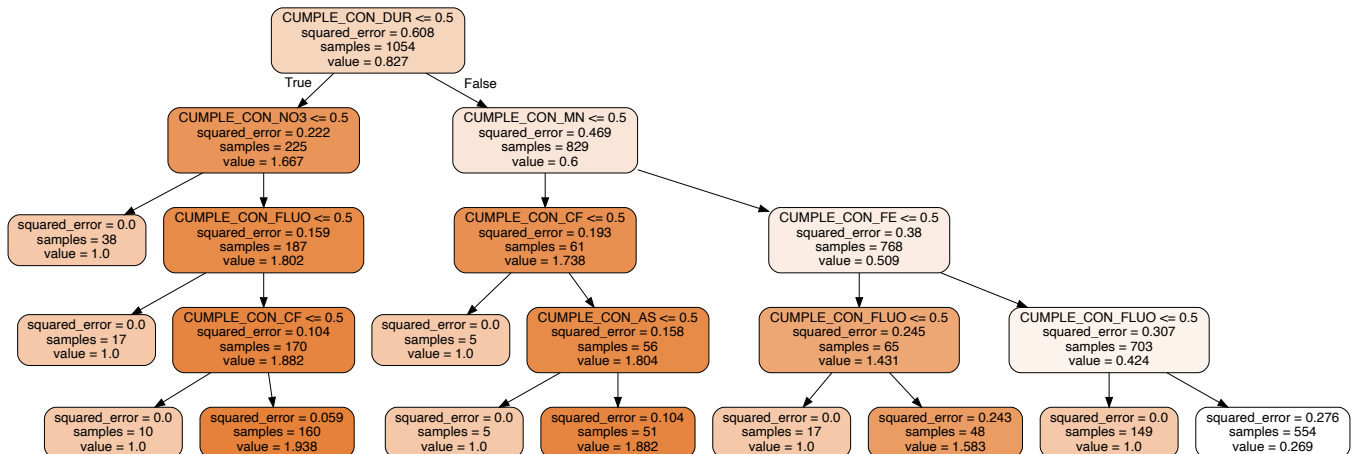 CUMPLE_CON_DUR <= 0.5
squared_error = 0.608
samples = 1054
value = 0.827
True
False
CUMPLE_CON_NO3 <= 0.5
squared_error = 0.222
samples = 225
value = 1.667
CUMPLE_CON_MN <= 0.5
squared_error = 0.469
samples = 829
value = 0.6
squared_error = 0.0
samples = 38
value = 1.0
CUMPLE_CON_FLUO <= 0.5
squared_error = 0.159
samples = 187
value = 1.802
CUMPLE_CON_CF <= 0.5
squared_error = 0.193
samples = 61
value = 1.738
CUMPLE_CON_FE <= 0.5
squared_error = 0.38
samples = 768
value = 0.509
squared_error = 0.0
samples = 17
value = 1.0
CUMPLE_CON_CF <= 0.5
squared_error = 0.104
samples = 170
value = 1.882
squared_error = 0.0
samples = 5
value = 1.0
CUMPLE_CON_AS <= 0.5
squared_error = 0.158
samples = 56
value = 1.804
CUMPLE_CON_FLUO <= 0.5
squared_error = 0.245
samples = 65
value = 1.431
CUMPLE_CON_FLUO <= 0.5
squared_error = 0.307
samples = 703
value = 0.424
squared_error = 0.0
samples = 10
value = 1.0
squared_error = 0.059
samples = 160
value = 1.938
squared_error = 0.0
samples = 5
value = 1.0
squared_error = 0.104
samples = 51
value = 1.882
squared_error = 0.0
samples = 17
value = 1.0
squared_error = 0.243
samples = 48
value = 1.583
squared_error = 0.0
samples = 149
value = 1.0
squared_error = 0.276
samples = 554
value = 0.269